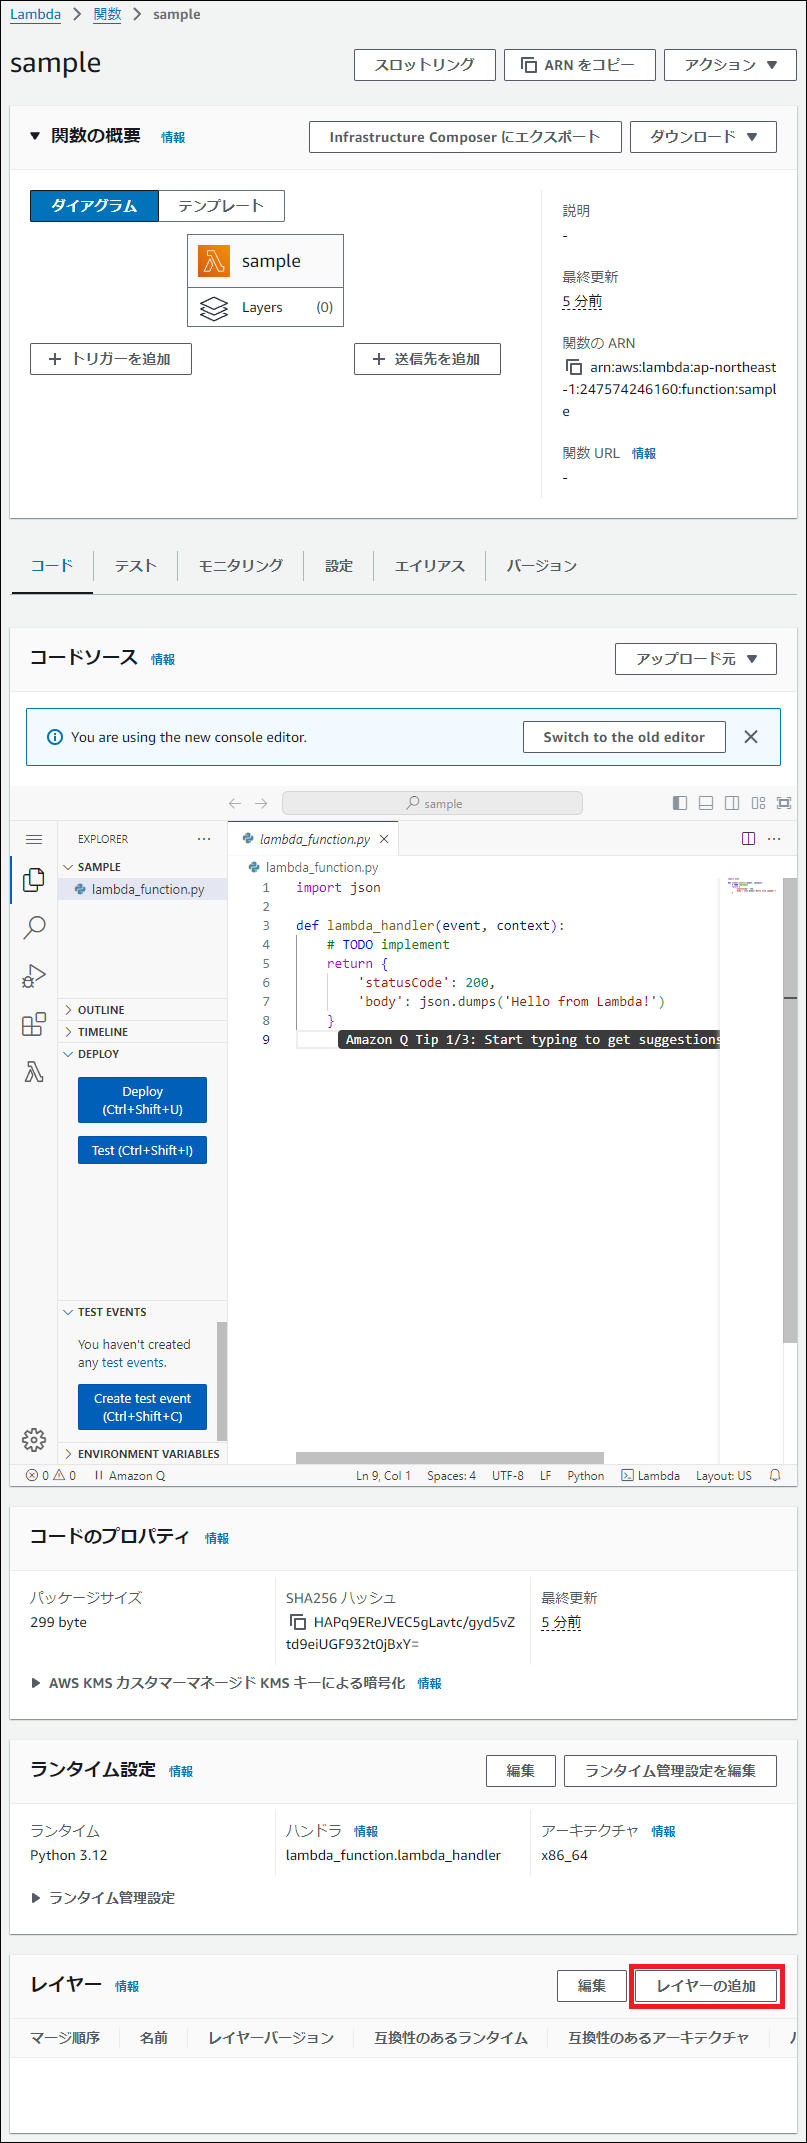 Lambda > 関数 > sample
sample
スロットリング
ARN をコピー
アクション
関数の概要 情報
Infrastructure Composer にエクスポート
ダウンロード
ダイアグラム
テンプレート
sample
Layers (0)
+ トリガーを追加
+ 送信先を追加
説明
-
最終更新
5 分前
関数の ARN
arn:aws:lambda:ap-northeast
-1:247574246160:function:sampl
e
関数 URL 情報
-
コード
テスト
モニタリング
設定
エイリアス
バージョン
コードソース 情報
アップロード元
You are using the new console editor.
Switch to the old editor
sample
EXPLORER
SAMPLE
lambda_function.py
OUTLINE
TIMELINE
DEPLOY
Deploy
(Ctrl+Shift+U)
Test (Ctrl+Shift+I)
TEST EVENTS
You haven't created
any test events.
Create test event
(Ctrl+Shift+C)
ENVIRONMENT VARIABLES
lambda_function.py
lambda_function.py
1 import json
2
3 def lambda_handler(event, context):
4 # TODO implement
5 return {
6 'statusCode': 200,
7 'body': json.dumps('Hello from Lambda!')
8 }
9 Amazon Q Tip 1/3: Start typing to get suggestions
0 0 Amazon Q Ln 9, Col 1 Spaces: 4 UTF-8 LF Python Lambda Layout: US
コードのプロパティ 情報
パッケージサイズ
299 byte
SHA256 ハッシュ
HAPq9EReJVEC5gLavtc/gyd5vZ
td9eiUGF932t0jBxY=
最終更新
5 分前
AWS KMS カスタマーマネージド KMS キーによる暗号化 情報
ランタイム設定 情報
編集
ランタイム管理設定を編集
ランタイム
Python 3.12
ハンドラ 情報
lambda_function.lambda_handler
アーキテクチャ 情報
x86_64
ランタイム管理設定
レイヤー 情報
編集
レイヤーの追加
マージ順序 名前 レイヤーバージョン 互換性のあるランタイム 互換性のあるアーキテクチャ